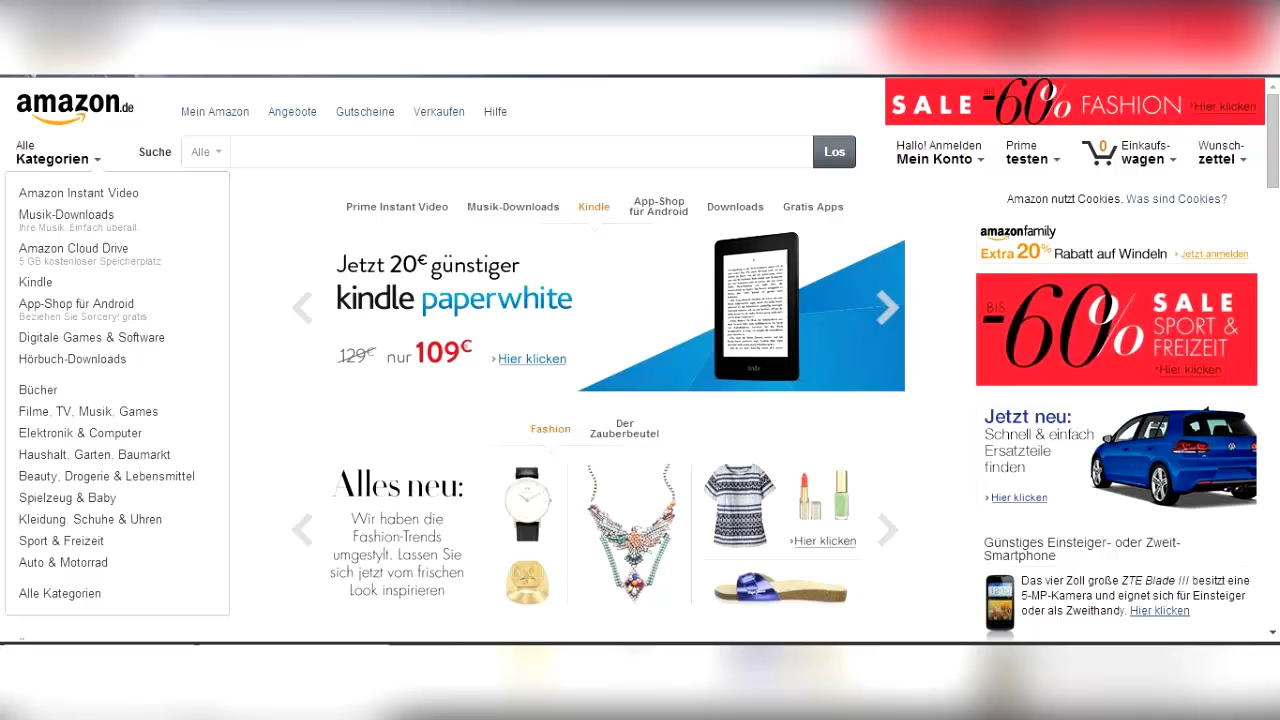 amazon.de
Mein Amazon Angebote Gutscheine Verkaufen Hilfe
SALE BIS -60% FASHION Hier klicken
Alle
Kategorien
Suche Alle Los
Hallo! Anmelden
Mein Konto
Prime
testen
0 Einkaufs-
wagen
Wunsch-
zettel
Amazon Instant Video
Musik-Downloads
Ihre Musik. Einfach überall.
Amazon Cloud Drive
5 GB kostenloser Speicherplatz
Kindle
App-Shop für Android
Beziehen Sie Sorcery! gratis
Digital Games & Software
Hörbuch-Downloads
Bücher
Filme, TV, Musik, Games
Elektronik & Computer
Haushalt, Garten, Baumarkt
Beauty, Drogerie & Lebensmittel
Spielzeug & Baby
Kleidung, Schuhe & Uhren
Sport & Freizeit
Auto & Motorrad
Alle Kategorien
Prime Instant Video Musik-Downloads Kindle App-Shop für Android Downloads Gratis Apps
Jetzt 20€ günstiger
kindle paperwhite
129€ nur 109€ Hier klicken
kindle
Fashion Der Zauberbeutel
Alles neu:
Wir haben die
Fashion-Trends
umgestylt. Lassen Sie
sich jetzt vom frischen
Look inspirieren
Hier klicken
Amazon nutzt Cookies. Was sind Cookies?
amazonfamily
Extra 20% Rabatt auf Windeln Jetzt anmelden
BIS -60% SALE
SPORT &
FREIZEIT
Hier klicken
Jetzt neu:
Schnell & einfach
Ersatzteile
finden
Hier klicken
Günstiges Einsteiger- oder Zweit-
Smartphone
Das vier Zoll große ZTE Blade III besitzt eine
5-MP-Kamera und eignet sich für Einsteiger
oder als Zweithandy. Hier klicken